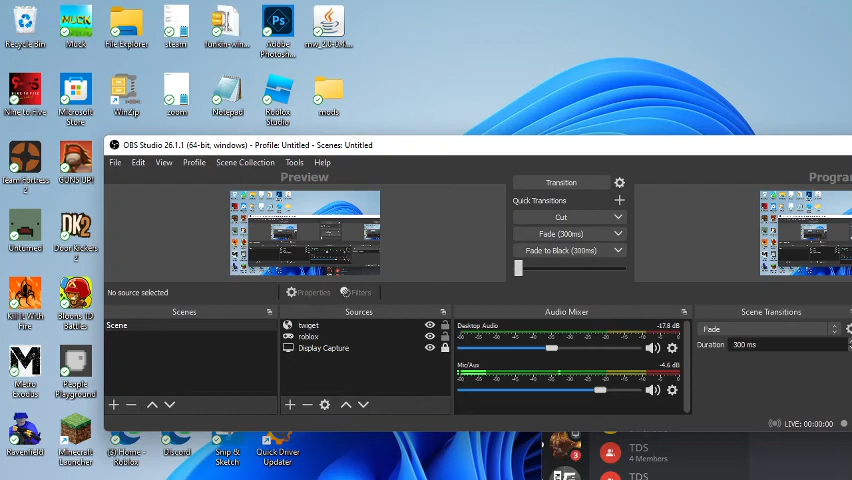 Recycle Bin
Muck
File Explorer
steam
funkin-win...
Adobe
Photosh...
Nine to Five
Microsoft
Store
WinZip
zoom
Notepad
Roblox
Studio
mods
OBS Studio 26.1.1 (64-bit, windows) - Profile: Untitled - Scenes: Untitled
File Edit View Profile Scene Collection Tools Help
Preview
Transition
Quick Transitions
Cut
Fade (300ms)
Fade to Black (300ms)
Program
Team Fortress
2
GUNS UP!
Unturned
Door Kickers
2
Kill It With
Fire
Bloons TD
Battles
Metro
Exodus
People
Playground
Ravenfield
Minecraft
Launcher
(3) Home -
Roblox
Discord
Snip &
Sketch
Quick Driver
Updater
No source selected
Properties
Filters
Scenes
Scene
Sources
twiget
roblox
Display Capture
Audio Mixer
Desktop Audio
-17.8 dB
Mic/Aux
-4.6 dB
Scene Transitions
Fade
Duration
300 ms
LIVE: 00:00:00
TDS
4 Members
TDS